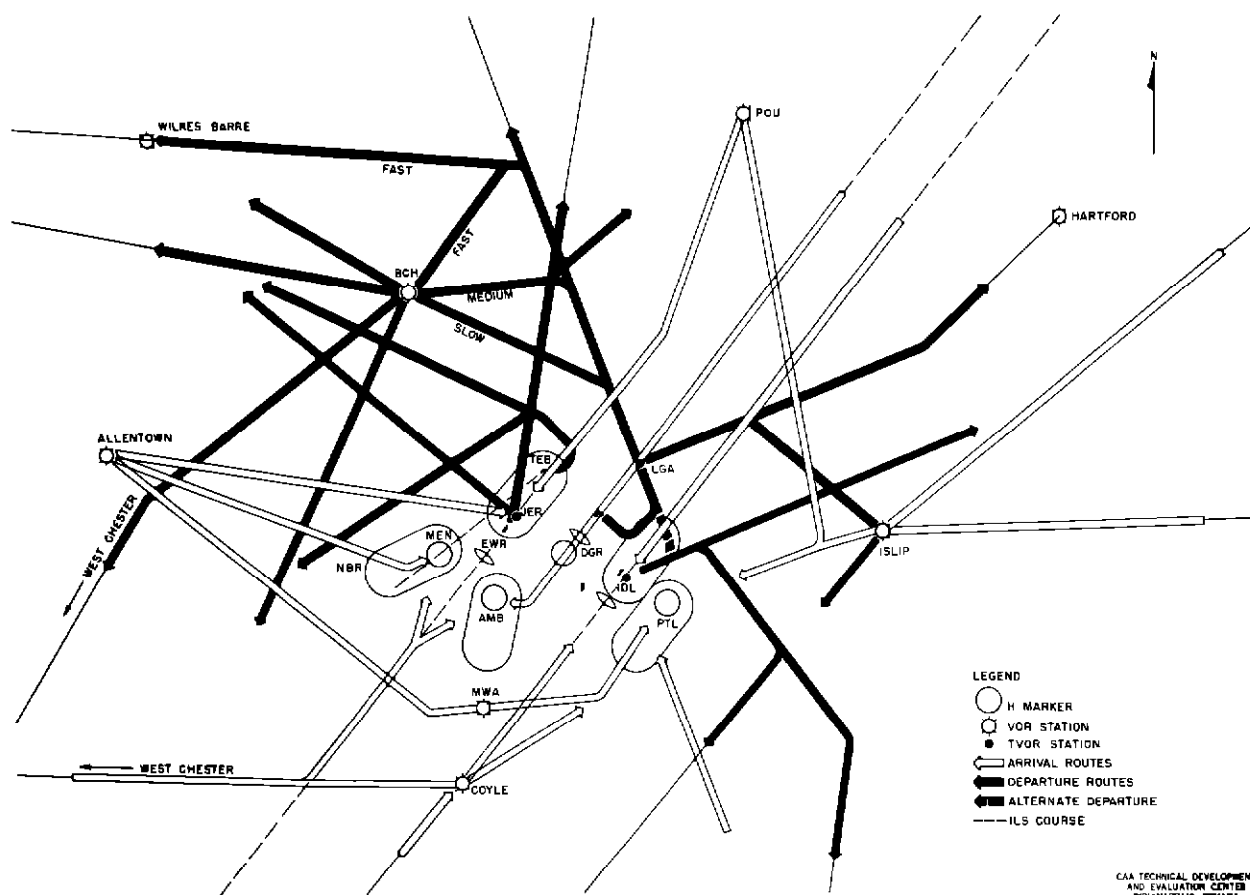 N
POU
WILKES BARRE
FAST
HARTFORD
FAST
BCH
MEDIUM
SLOW
ALLENTOWN
TEB
LGA
WEST CHESTER
JER
MEN
EWR
DGR
ISLIP
NBR
IDL
AMB
PTL
MWA
LEGEND
H MARKER
VOR STATION
TVOR STATION
WEST CHESTER
ARRIVAL ROUTES
COYLE
DEPARTURE ROUTES
ALTERNATE DEPARTURE
ILS COURSE
CAA TECHNICAL DEVELOPMENT
AND EVALUATION CENTER